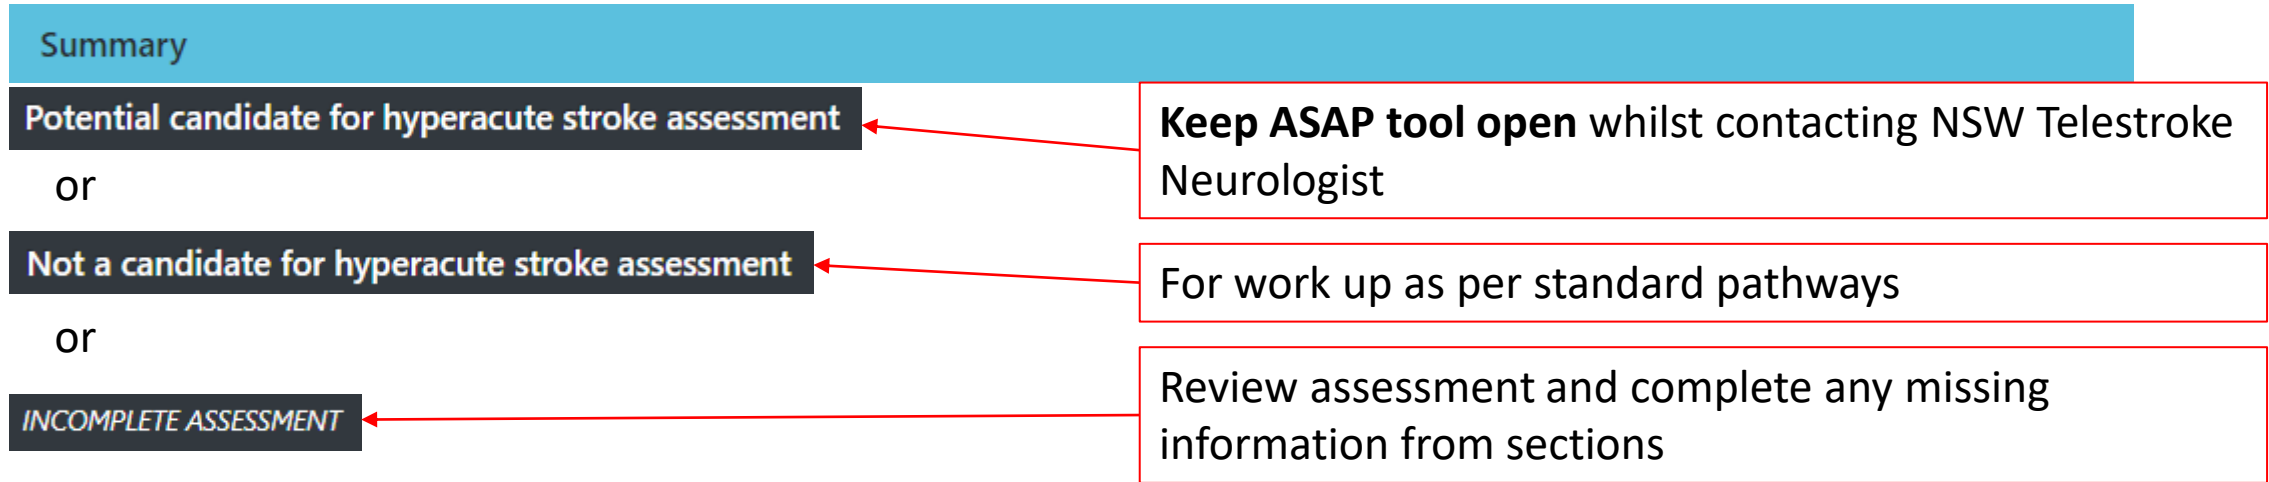 Summary
Potential candidate for hyperacute stroke assessment
Keep ASAP tool open whilst contacting NSW Telestroke
Neurologist
or
Not a candidate for hyperacute stroke assessment
For work up as per standard pathways
or
INCOMPLETE ASSESSMENT
Review assessment and complete any missing
information from sections